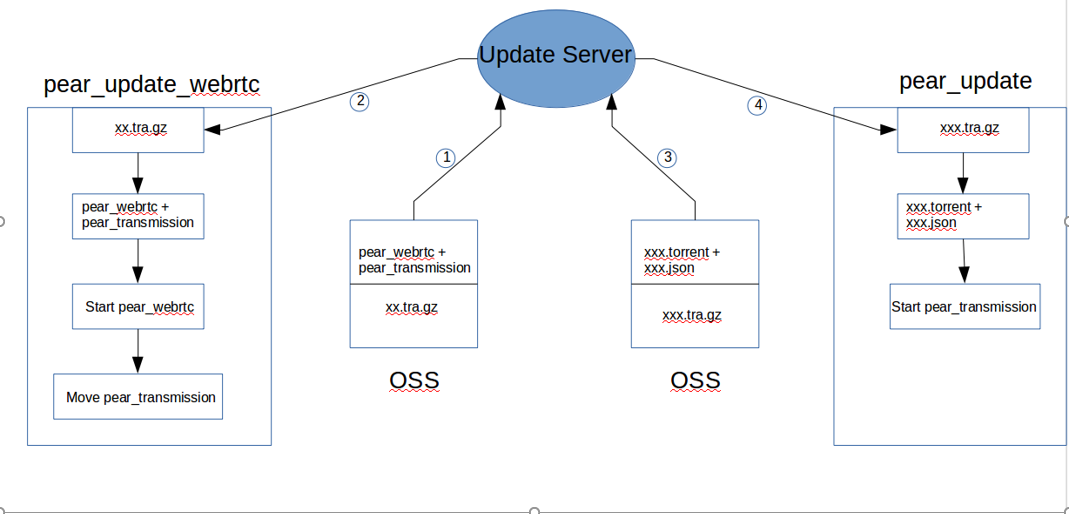 Update Server
pear_update_webrtc
pear_update
2
4
1
3
xx.tra.gz
pear_webrtc +
pear_transmission
Start pear_webrtc
Move pear_transmission
pear_webrtc +
pear_transmission
xx.tra.gz
OSS
xxx.torrent +
xxx.json
xxx.tra.gz
OSS
xxx.tra.gz
xxx.torrent +
xxx.json
Start pear_transmission